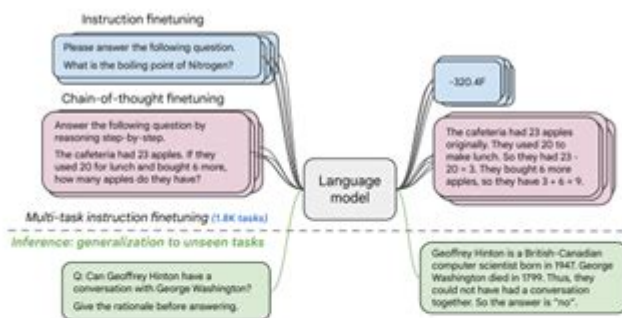 Instruction finetuning
Please answer the following question.
What is the boiling point of Nitrogen?
-320.4F
Chain-of-thought finetuning
Answer the following question by
reasoning step-by-step.
The cafeteria had 23 apples. If they
used 20 for lunch and bought 6 more,
how many apples do they have?
Language
model
The cafeteria had 23 apples
originally. They used 20 to
make lunch. So they had 23 -
20 = 3. They bought 6 more
apples, so they have 3 + 6 = 9.
Multi-task instruction finetuning (1.8K tasks)
Inference: generalization to unseen tasks
Q: Can Geoffrey Hinton have a
conversation with George Washington?
Give the rationale before answering.
Geoffrey Hinton is a British-Canadian
computer scientist born in 1947. George
Washington died in 1799. Thus, they
could not have had a conversation
together. So the answer is "no".